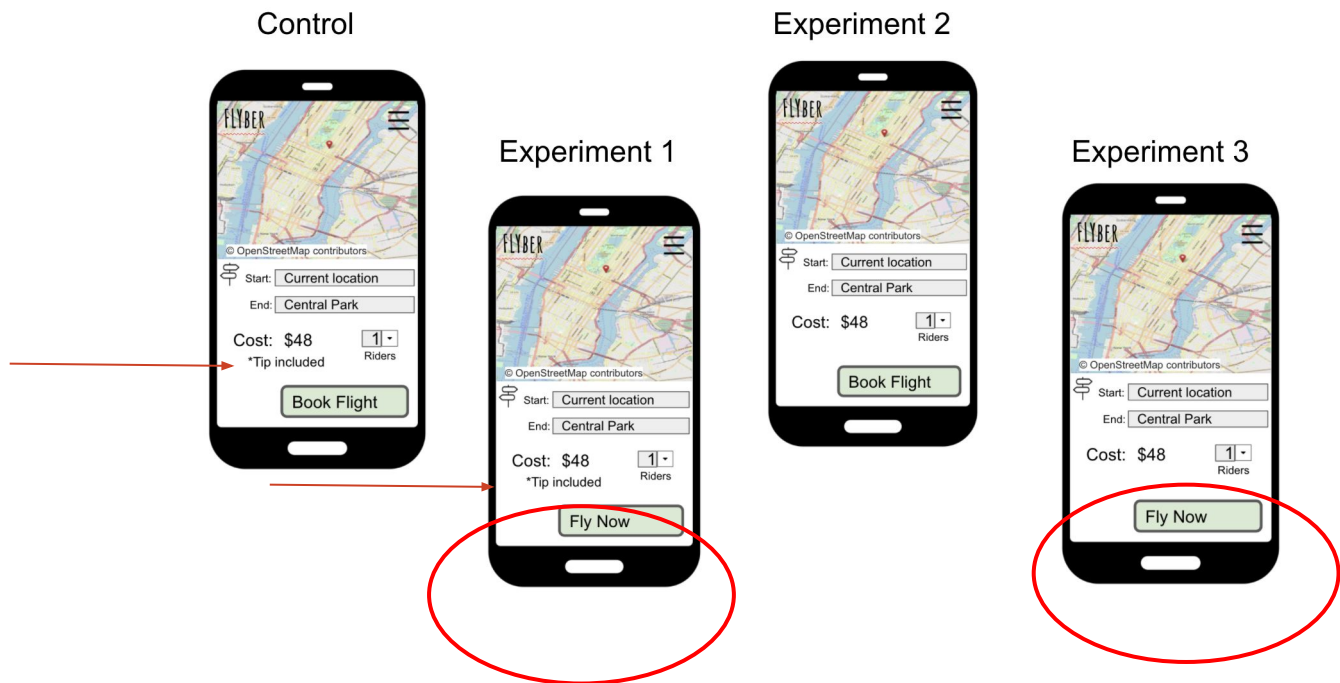 Control
FLYBER
© OpenStreetMap contributors
Start: Current location
End: Central Park
Cost: $48 1
*Tip included Riders
Book Flight
Experiment 1
FLYBER
© OpenStreetMap contributors
Start: Current location
End: Central Park
Cost: $48 1
*Tip included Riders
Fly Now
Experiment 2
FLYBER
© OpenStreetMap contributors
Start: Current location
End: Central Park
Cost: $48 1
Riders
Book Flight
Experiment 3
FLYBER
© OpenStreetMap contributors
Start: Current location
End: Central Park
Cost: $48 1
Riders
Fly Now